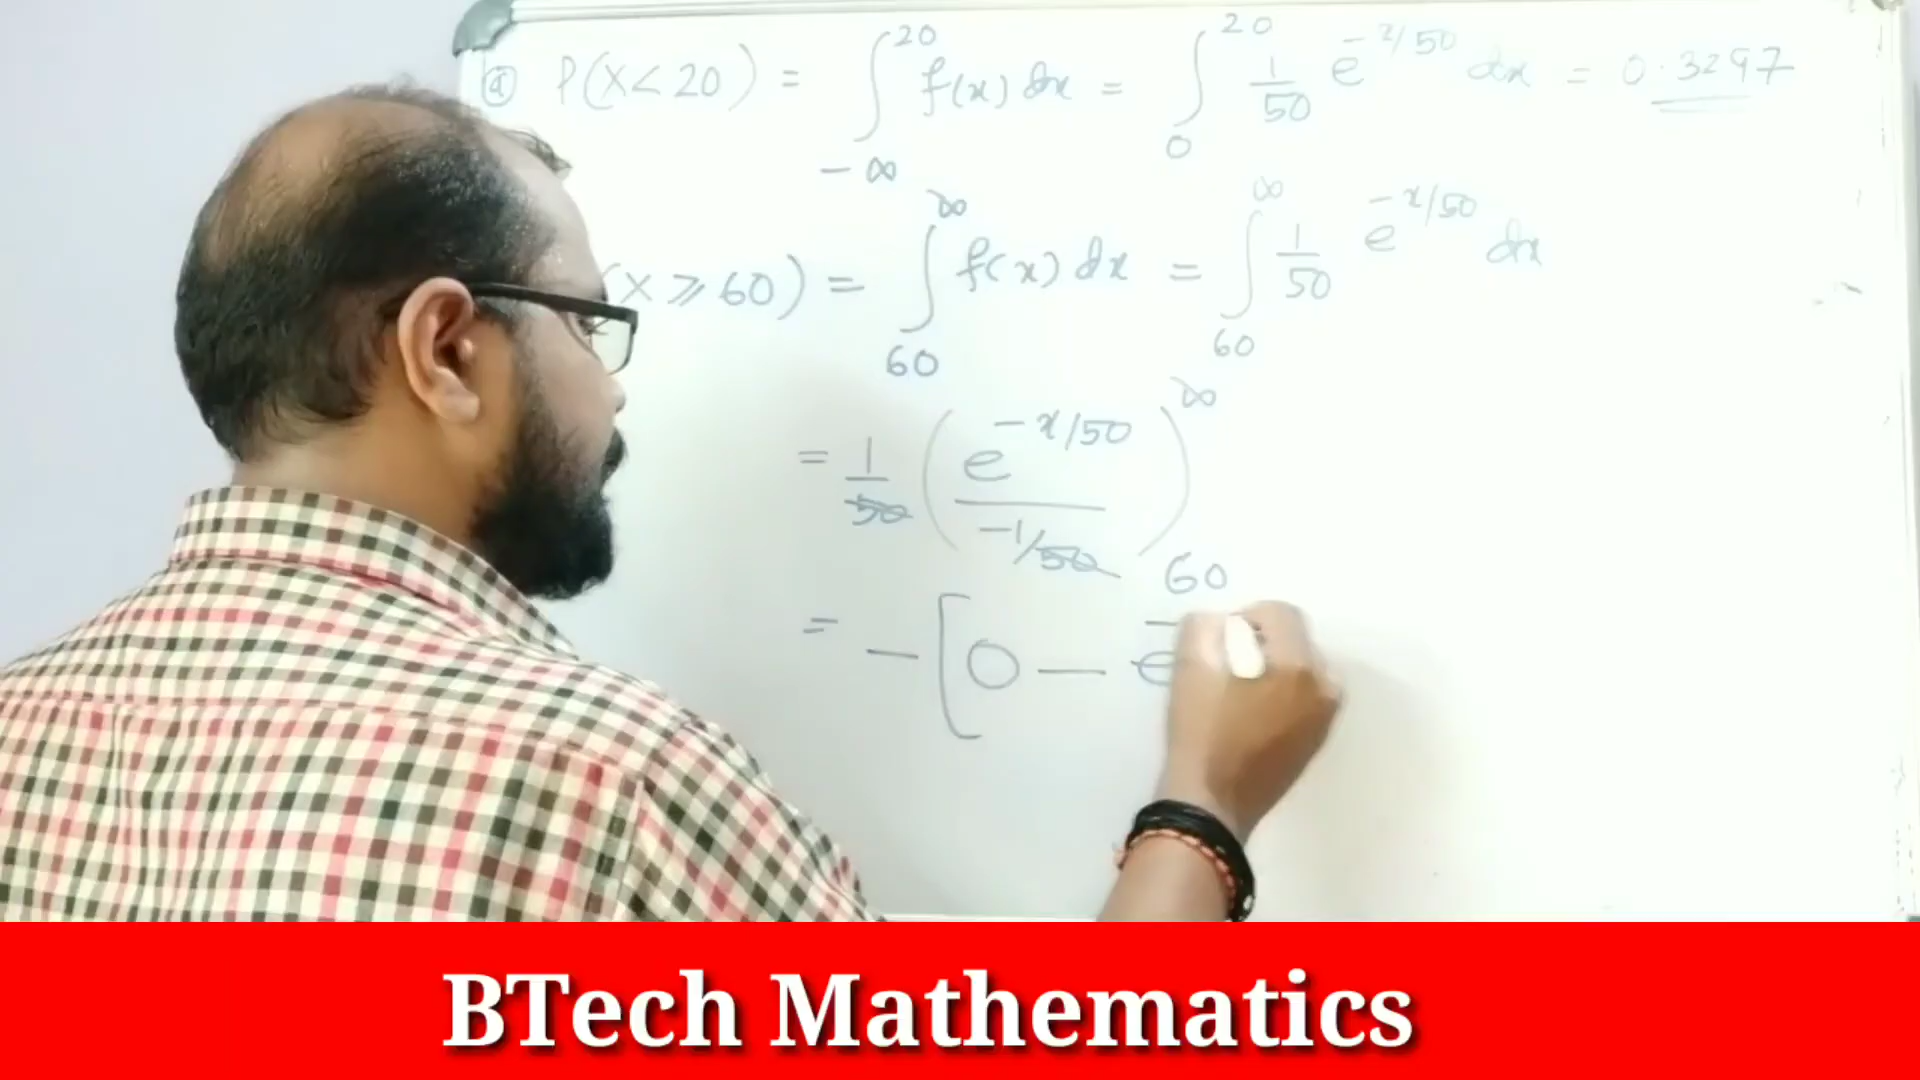 (a) P(X < 20) = ∫_{-∞}^{20} f(x) dx = ∫_{0}^{20} 1/50 e^{-x/50} dx = 0.3297
(X ⩾ 60) = ∫_{60}^{∞} f(x) dx = ∫_{60}^{∞} 1/50 e^{-x/50} dx
= 1/50 ( e^{-x/50} / -1/50 )_{60}^{∞}
= - [ 0 - e^{-
BTech Mathematics